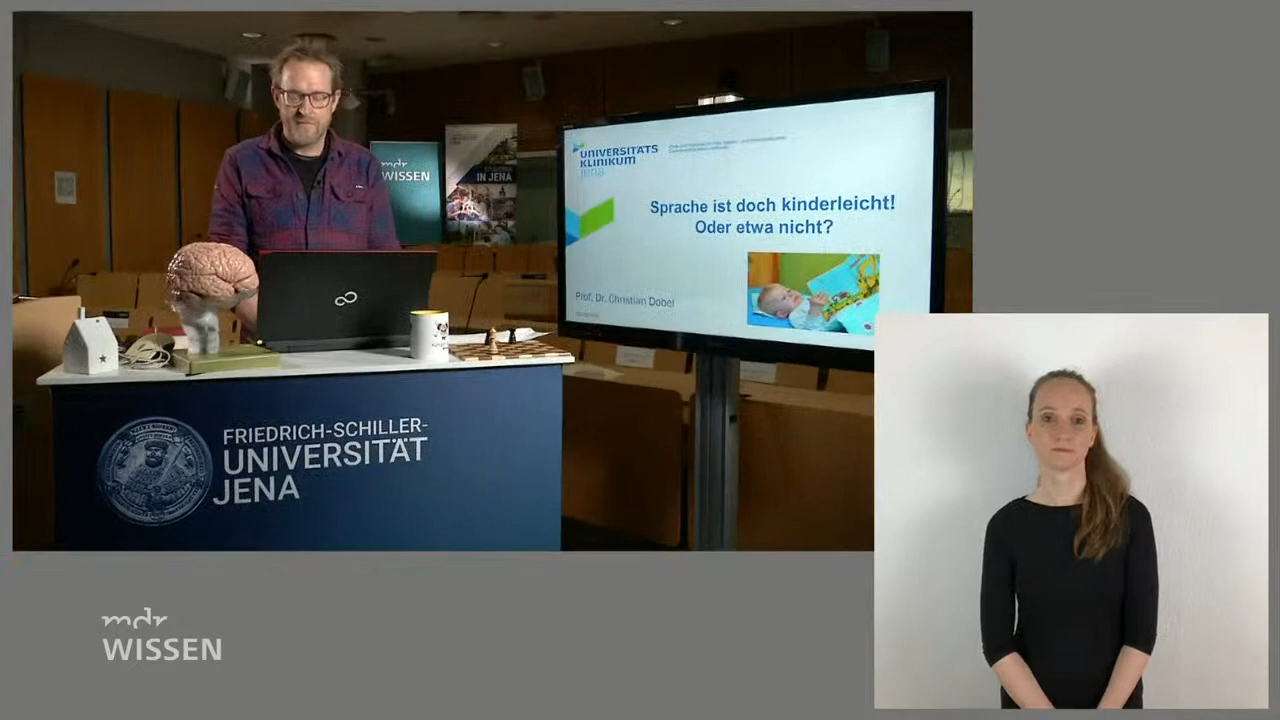 mdr
WISSEN
STUDIEREN
IN JENA
UNIVERSITÄTS
KLINIKUM
jena
Sprache ist doch kinderleicht!
Oder etwa nicht?
Prof. Dr. Christian Dobel
FRIEDRICH-SCHILLER-
UNIVERSITÄT
JENA
mdr
WISSEN